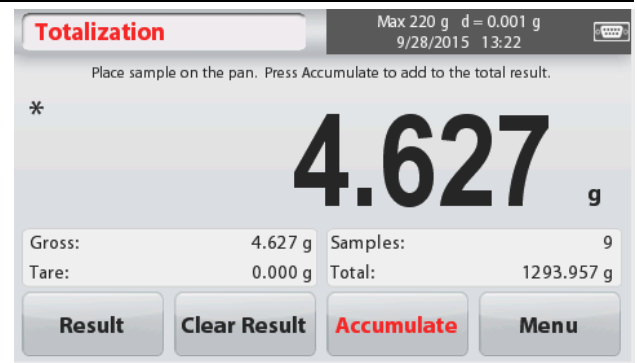 Totalization
Max 220 g d = 0.001 g
9/28/2015 13:22
Place sample on the pan. Press Accumulate to add to the total result.
*
4.627 g
Gross: 4.627 g Samples: 9
Tare: 0.000 g Total: 1293.957 g
Result Clear Result Accumulate Menu